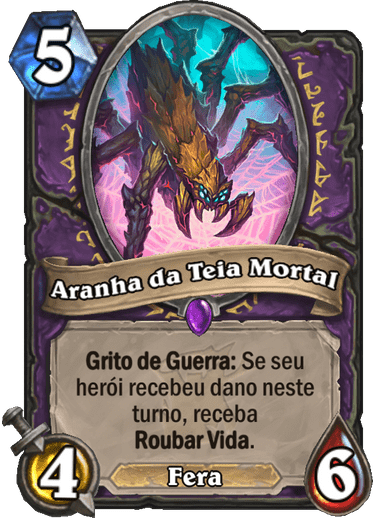 5
Aranha da Teia Mortal
Grito de Guerra: Se seu
herói recebeu dano neste
turno, receba
Roubar Vida.
4
Fera
6